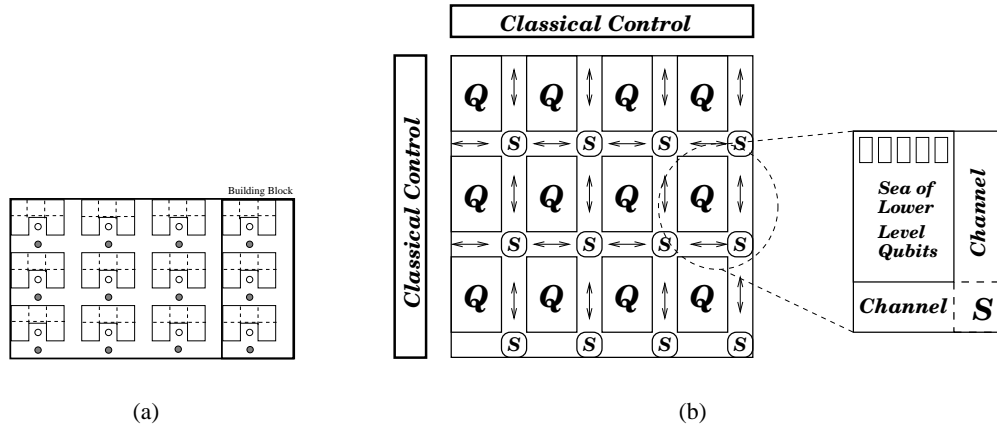 Building Block
(a)
Classical Control
Classical Control
Q Q Q Q
S S S S
Q Q Q Q
S S S S
Q Q Q Q
S S S S
Sea of
Lower
Level
Qubits
Channel
Channel
S
(b)